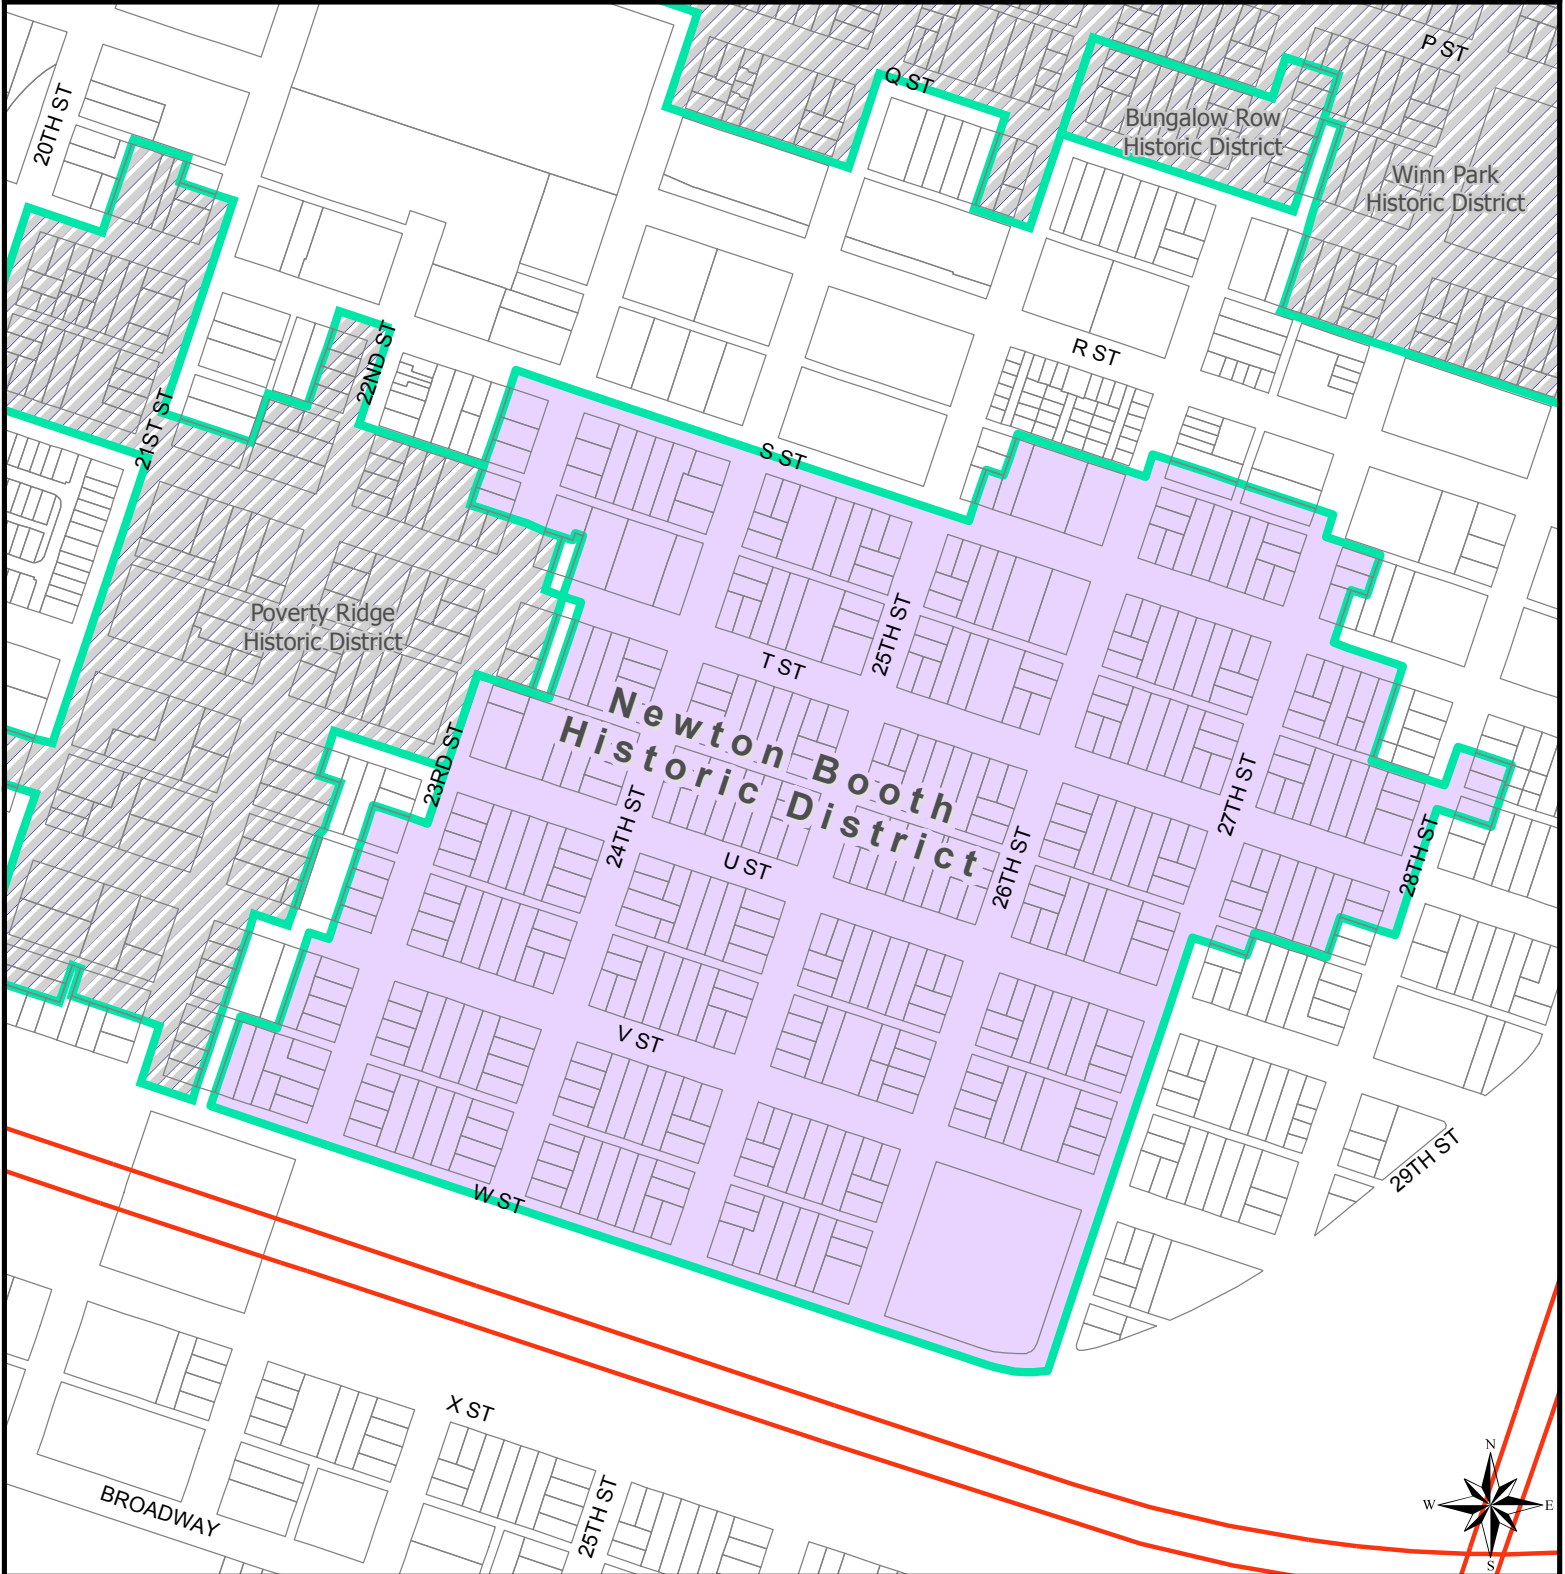 P ST
Q ST
20TH ST
Bungalow Row
Historic District
Winn Park
Historic District
22ND ST
R ST
21ST ST
S ST
25TH ST
Poverty Ridge
Historic District
T ST
Newton Booth
Historic District
23RD ST
24TH ST
27TH ST
28TH ST
U ST
26TH ST
V ST
29TH ST
W ST
X ST
BROADWAY
25TH ST
N
W
E
S